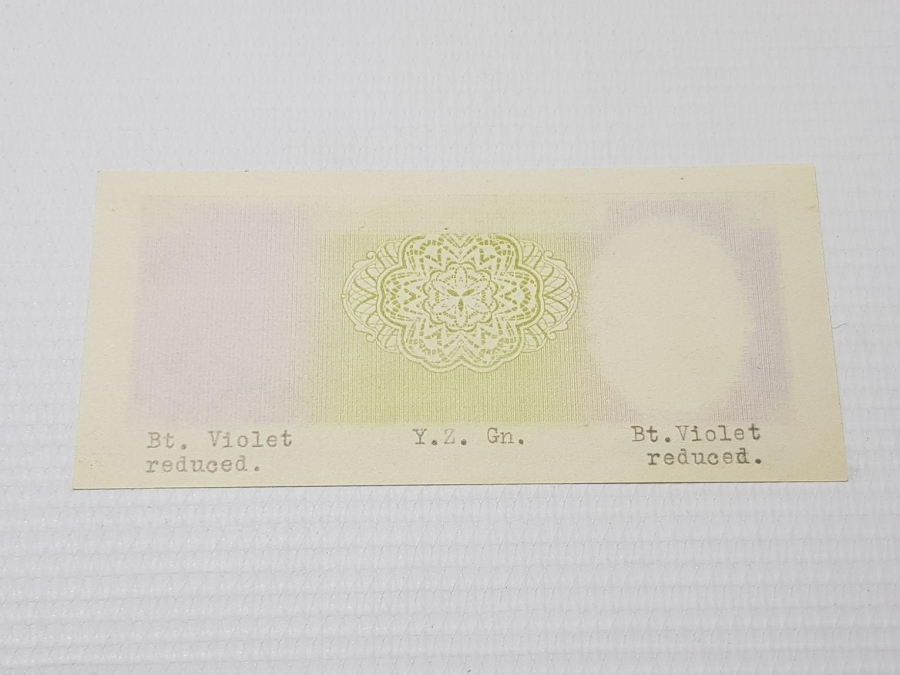 Bt. Violet
reduced.
Y.Z. Gn.
Bt.Violet
reduced.